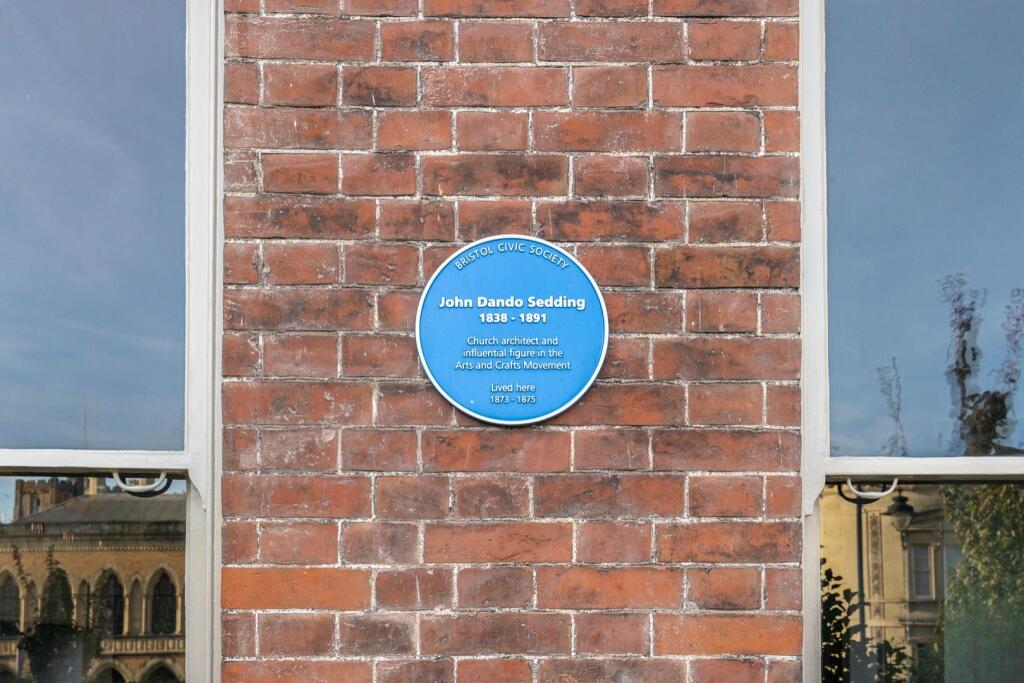 BRISTOL CIVIC SOCIETY
John Dando Sedding
1838 - 1891
Church architect and
influential figure in the
Arts and Crafts Movement
Lived here
1873 - 1875